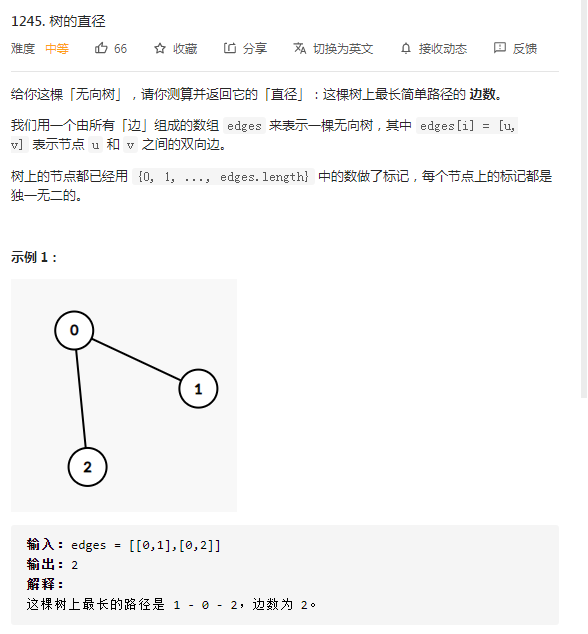 1245. 树的直径
难度 中等 66 收藏 分享 切换为英文 接收动态 反馈
给你这棵「无向树」，请你测算并返回它的「直径」：这棵树上最长简单路径的 边数。
我们用一个由所有「边」组成的数组 edges 来表示一棵无向树，其中 edges[i] = [u,
v] 表示节点 u 和 v 之间的双向边。
树上的节点都已经用 {0, 1, ..., edges.length} 中的数做了标记，每个节点上的标记都是
独一无二的。
示例 1：
0
1
2
输入：edges = [[0,1],[0,2]]
输出：2
解释：
这棵树上最长的路径是 1 - 0 - 2，边数为 2。